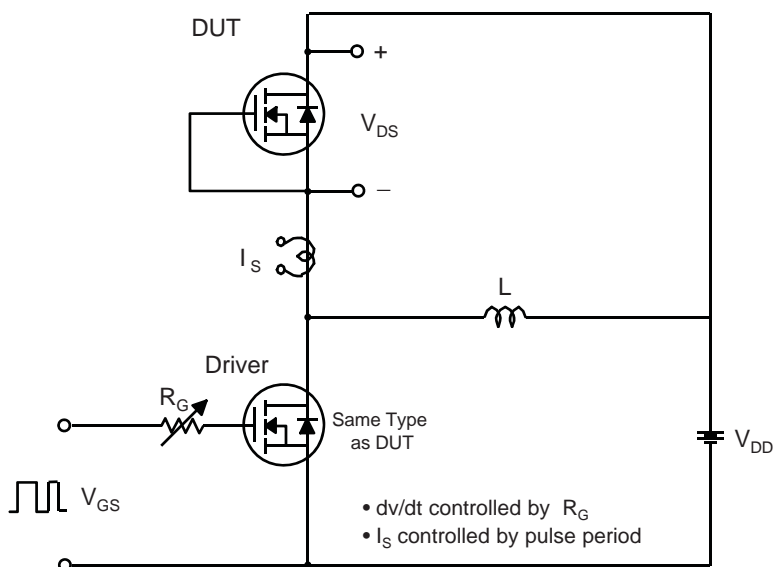 DUT
+
V_DS
–
I_S
L
Driver
R_G
Same Type
as DUT
V_DD
V_GS
• dv/dt controlled by R_G
• I_S controlled by pulse period